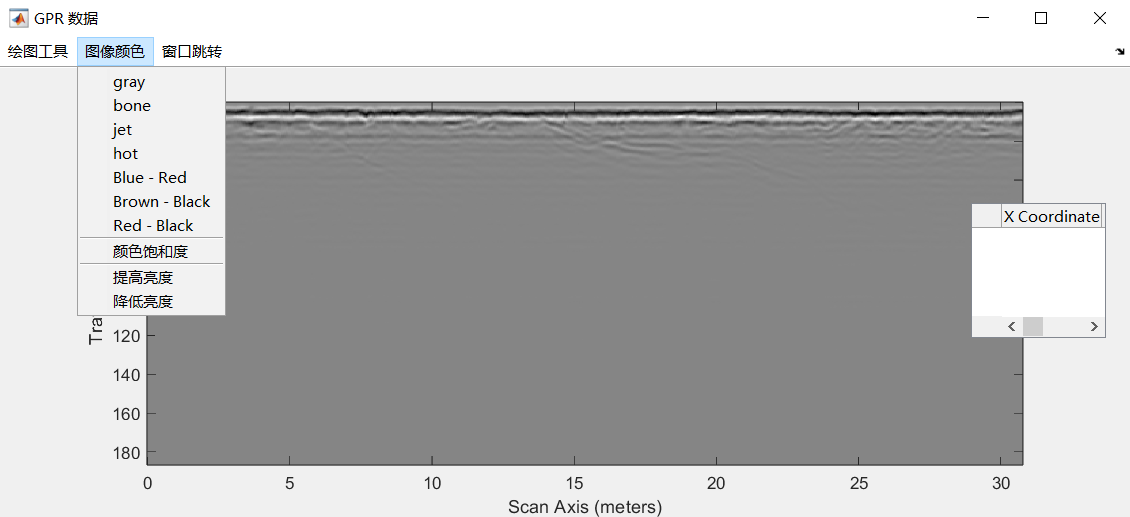 GPR 数据
绘图工具 图像颜色 窗口跳转
gray
bone
jet
hot
Blue - Red
Brown - Black
Red - Black
颜色饱和度
提高亮度
降低亮度
X Coordinate
Tra
120
140
160
180
0 5 10 15 20 25 30
Scan Axis (meters)